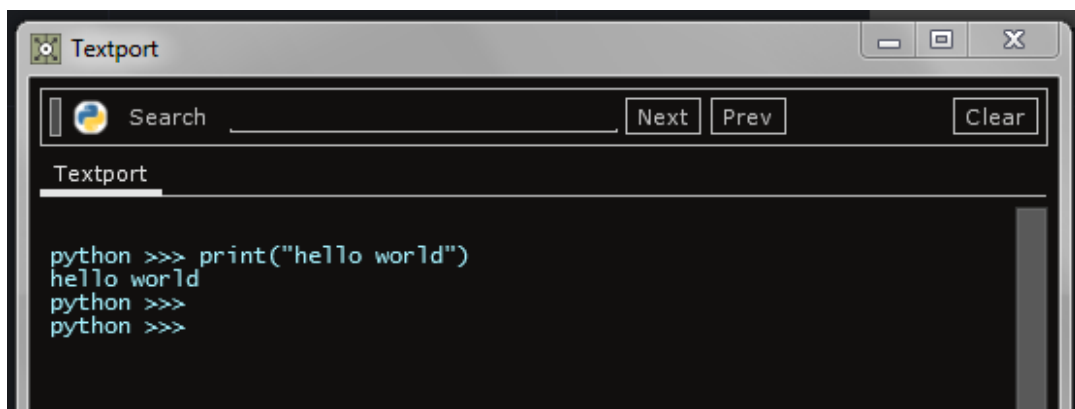 Textport
Search Next Prev Clear
Textport
python >>> print("hello world")
hello world
python >>>
python >>>